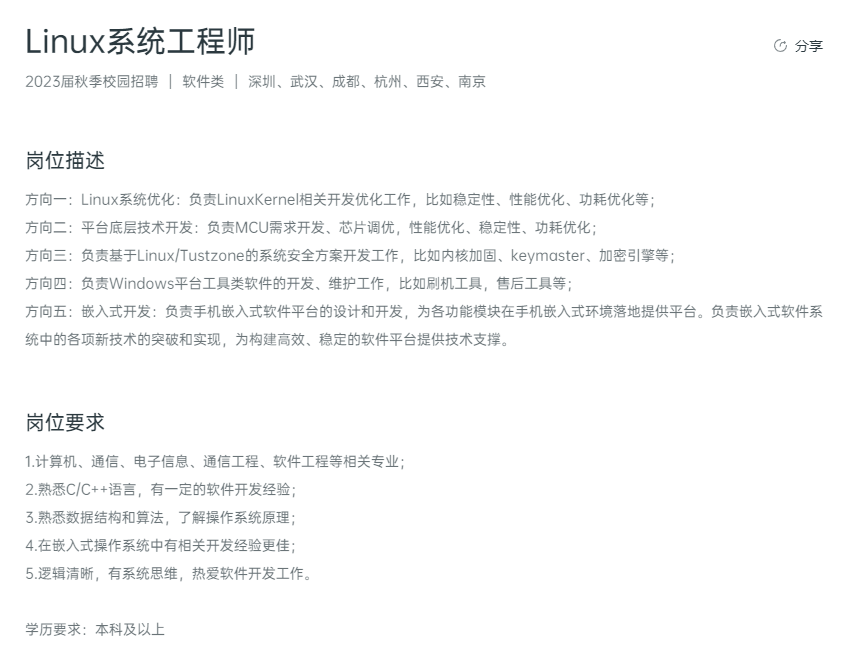 Linux系统工程师
分享
2023届秋季校园招聘 | 软件类 | 深圳、武汉、成都、杭州、西安、南京
岗位描述
方向一：Linux系统优化：负责LinuxKernel相关开发优化工作，比如稳定性、性能优化、功耗优化等；
方向二：平台底层技术开发：负责MCU需求开发、芯片调优，性能优化、稳定性、功耗优化；
方向三：负责基于Linux/Tustzone的系统安全方案开发工作，比如内核加固、keymaster、加密引擎等；
方向四：负责Windows平台工具类软件的开发、维护工作，比如刷机工具，售后工具等；
方向五：嵌入式开发：负责手机嵌入式软件平台的设计和开发，为各功能模块在手机嵌入式环境落地提供平台。负责嵌入式软件系
统中的各项新技术的突破和实现，为构建高效、稳定的软件平台提供技术支撑。
岗位要求
1.计算机、通信、电子信息、通信工程、软件工程等相关专业；
2.熟悉C/C++语言，有一定的软件开发经验；
3.熟悉数据结构和算法，了解操作系统原理；
4.在嵌入式操作系统中有相关开发经验更佳；
5.逻辑清晰，有系统思维，热爱软件开发工作。
学历要求：本科及以上